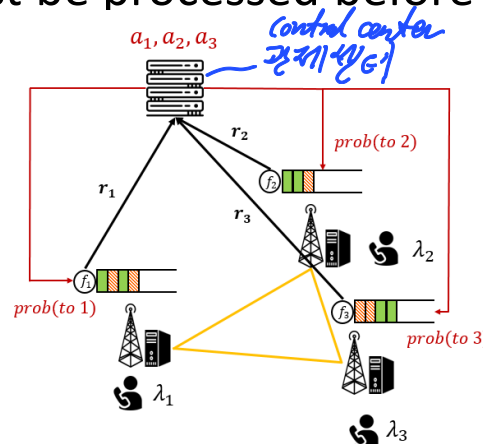 t be processed before
control center
관제센터
a₁, a₂, a₃
r₂
prob(to 2)
r₁
f₂
r₃
λ₂
f₁
prob(to 1)
f₃
prob(to 3
λ₁
λ₃